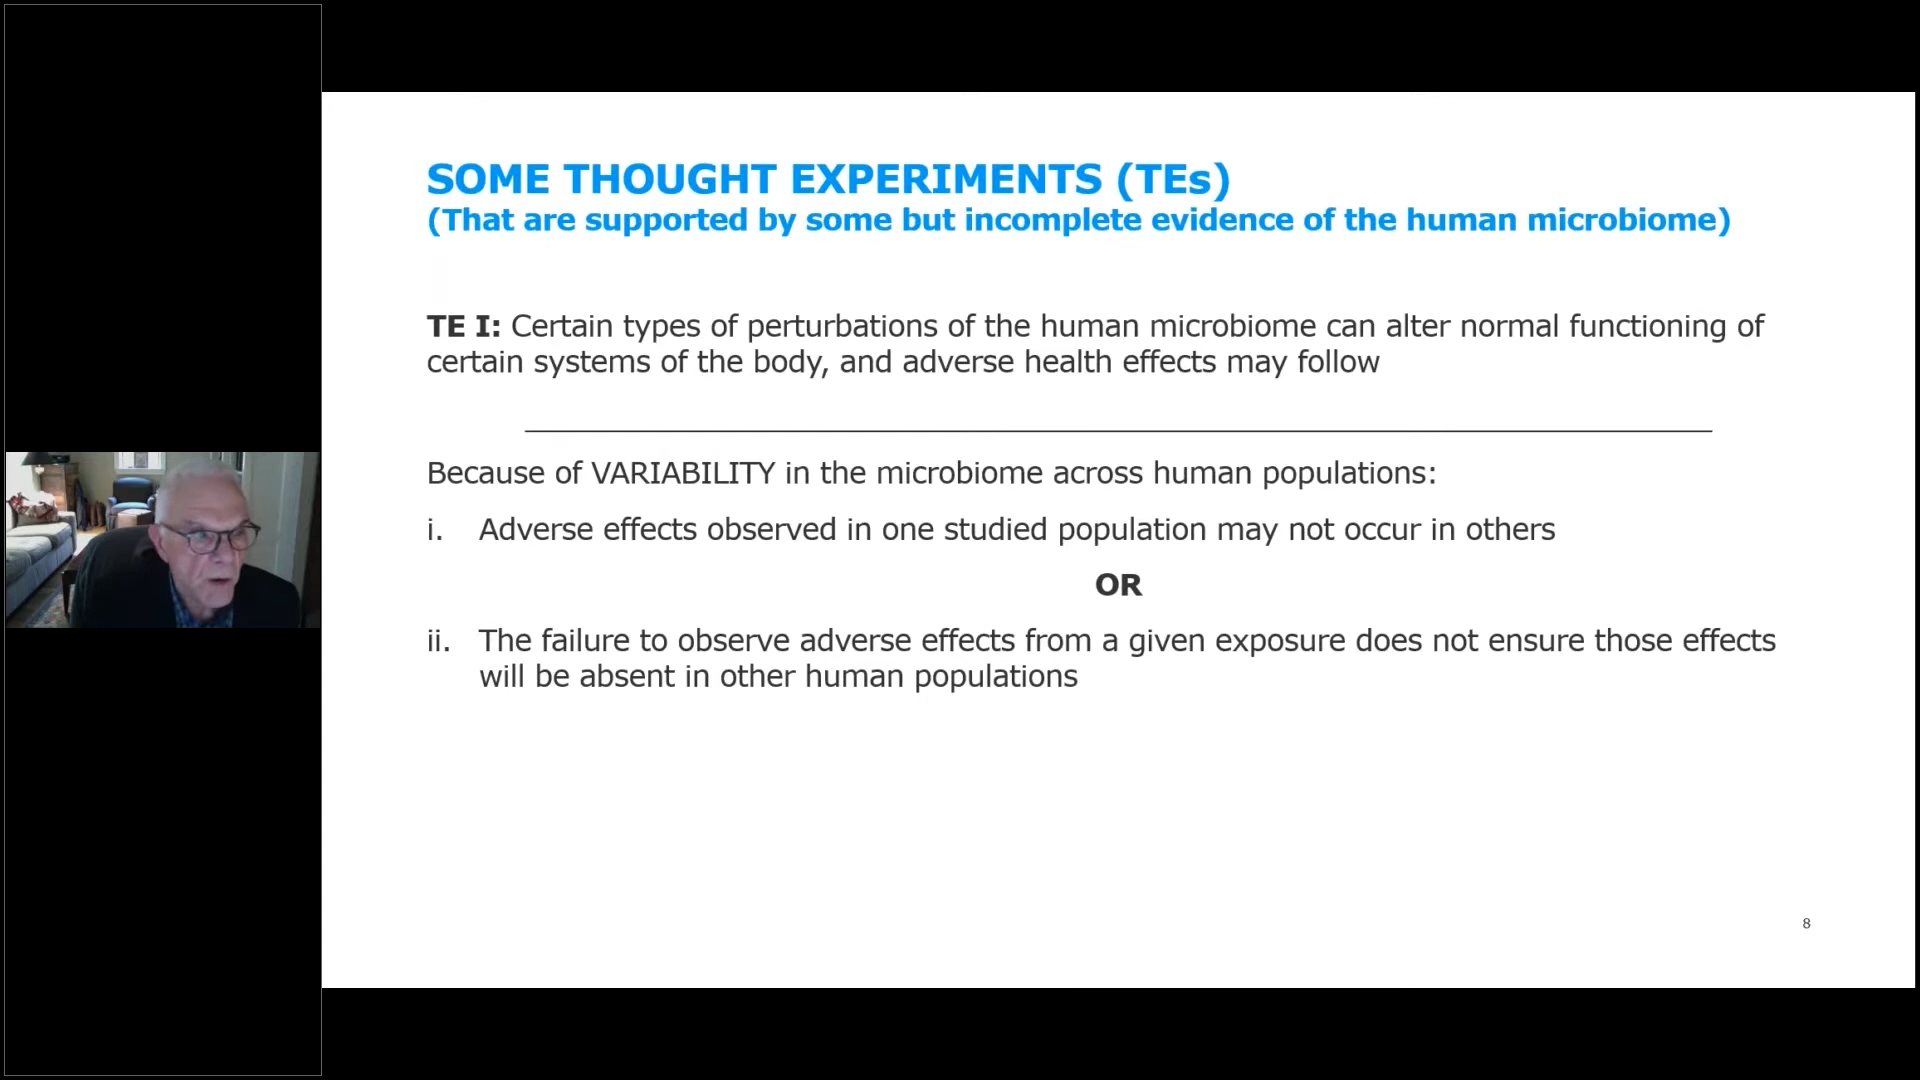 SOME THOUGHT EXPERIMENTS (TEs)
(That are supported by some but incomplete evidence of the human microbiome)
TE I: Certain types of perturbations of the human microbiome can alter normal functioning of
certain systems of the body, and adverse health effects may follow
Because of VARIABILITY in the microbiome across human populations:
i. Adverse effects observed in one studied population may not occur in others
OR
ii. The failure to observe adverse effects from a given exposure does not ensure those effects
will be absent in other human populations
8